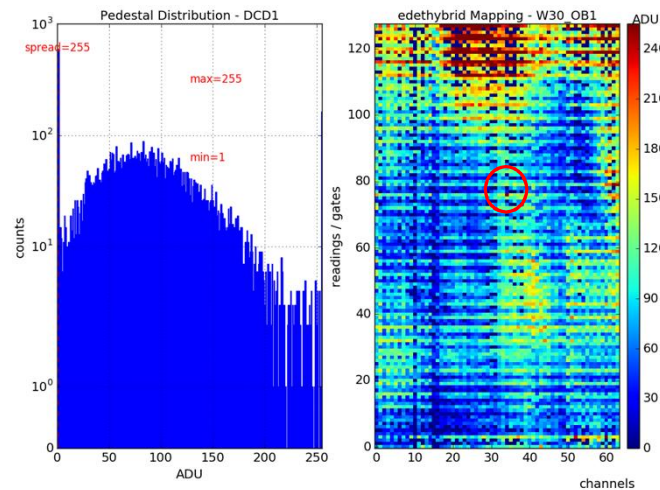 Pedestal Distribution - DCD1
10³
spread=255
max=255
10²
min=1
10¹
10⁰
0
counts
0 50 100 150 200 250
ADU
edethybrid Mapping - W30_OB1
120
100
80
60
40
20
0
readings / gates
0 10 20 30 40 50 60
channels
ADU
240
210
180
150
120
90
60
30
0